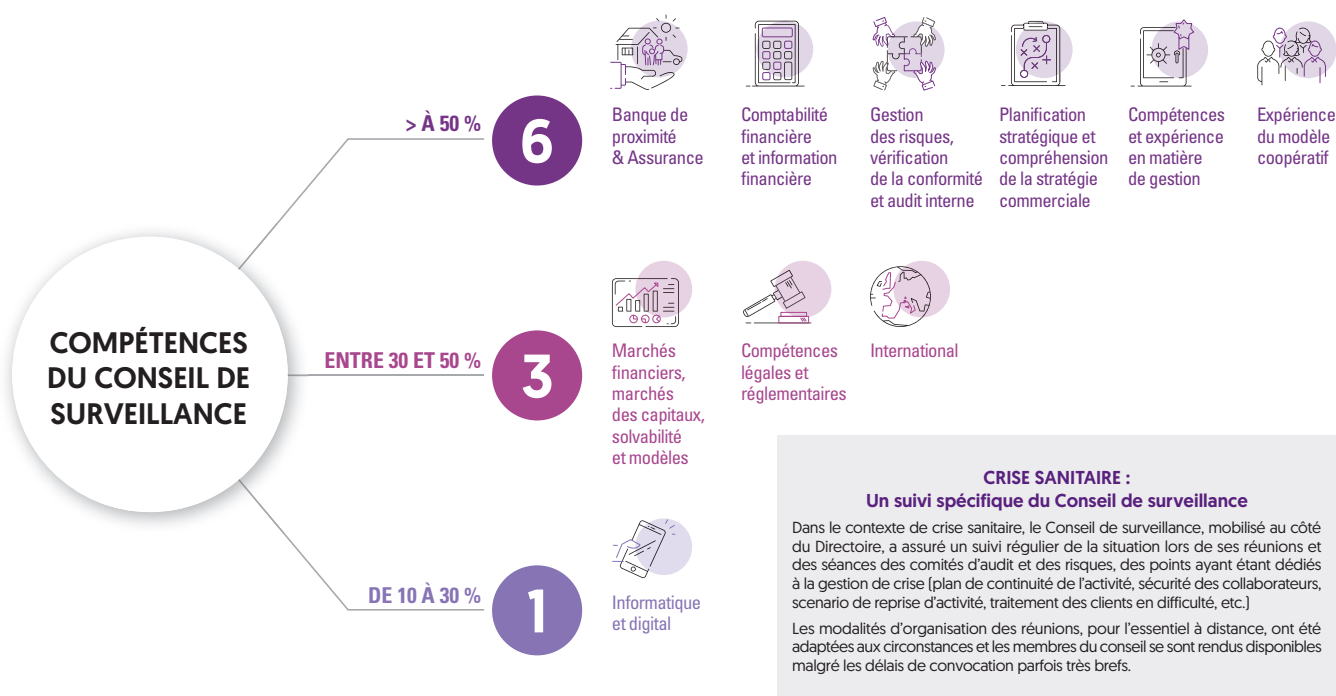 COMPÉTENCES
DU CONSEIL DE
SURVEILLANCE
> À 50 %
6
Banque de
proximité
& Assurance
Comptabilité
financière
et information
financière
Gestion
des risques,
vérification
de la conformité
et audit interne
Planification
stratégique et
compréhension
de la stratégie
commerciale
Compétences
et expérience
en matière
de gestion
Expérience
du modèle
coopératif
ENTRE 30 ET 50 %
3
Marchés
financiers,
marchés
des capitaux,
solvabilité
et modèles
Compétences
légales et
réglementaires
International
DE 10 À 30 %
1
Informatique
et digital
CRISE SANITAIRE :
Un suivi spécifique du Conseil de surveillance
Dans le contexte de crise sanitaire, le Conseil de surveillance, mobilisé au côté
du Directoire, a assuré un suivi régulier de la situation lors de ses réunions et
des séances des comités d'audit et des risques, des points ayant étant dédiés
à la gestion de crise (plan de continuité de l'activité, sécurité des collaborateurs,
scenario de reprise d'activité, traitement des clients en difficulté, etc.)
Les modalités d'organisation des réunions, pour l'essentiel à distance, ont été
adaptées aux circonstances et les membres du conseil se sont rendus disponibles
malgré les délais de convocation parfois très brefs.